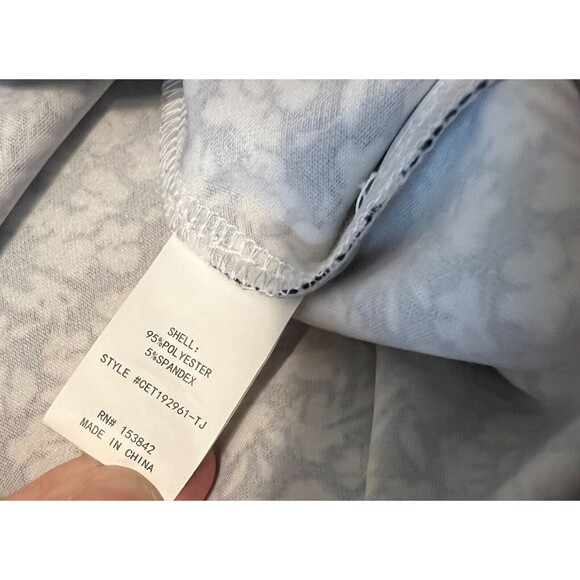 SHELL:
95%POLYESTER
5%SPANDEX
STYLE #CET192961-TJ
RN# 153842
MADE IN CHINA